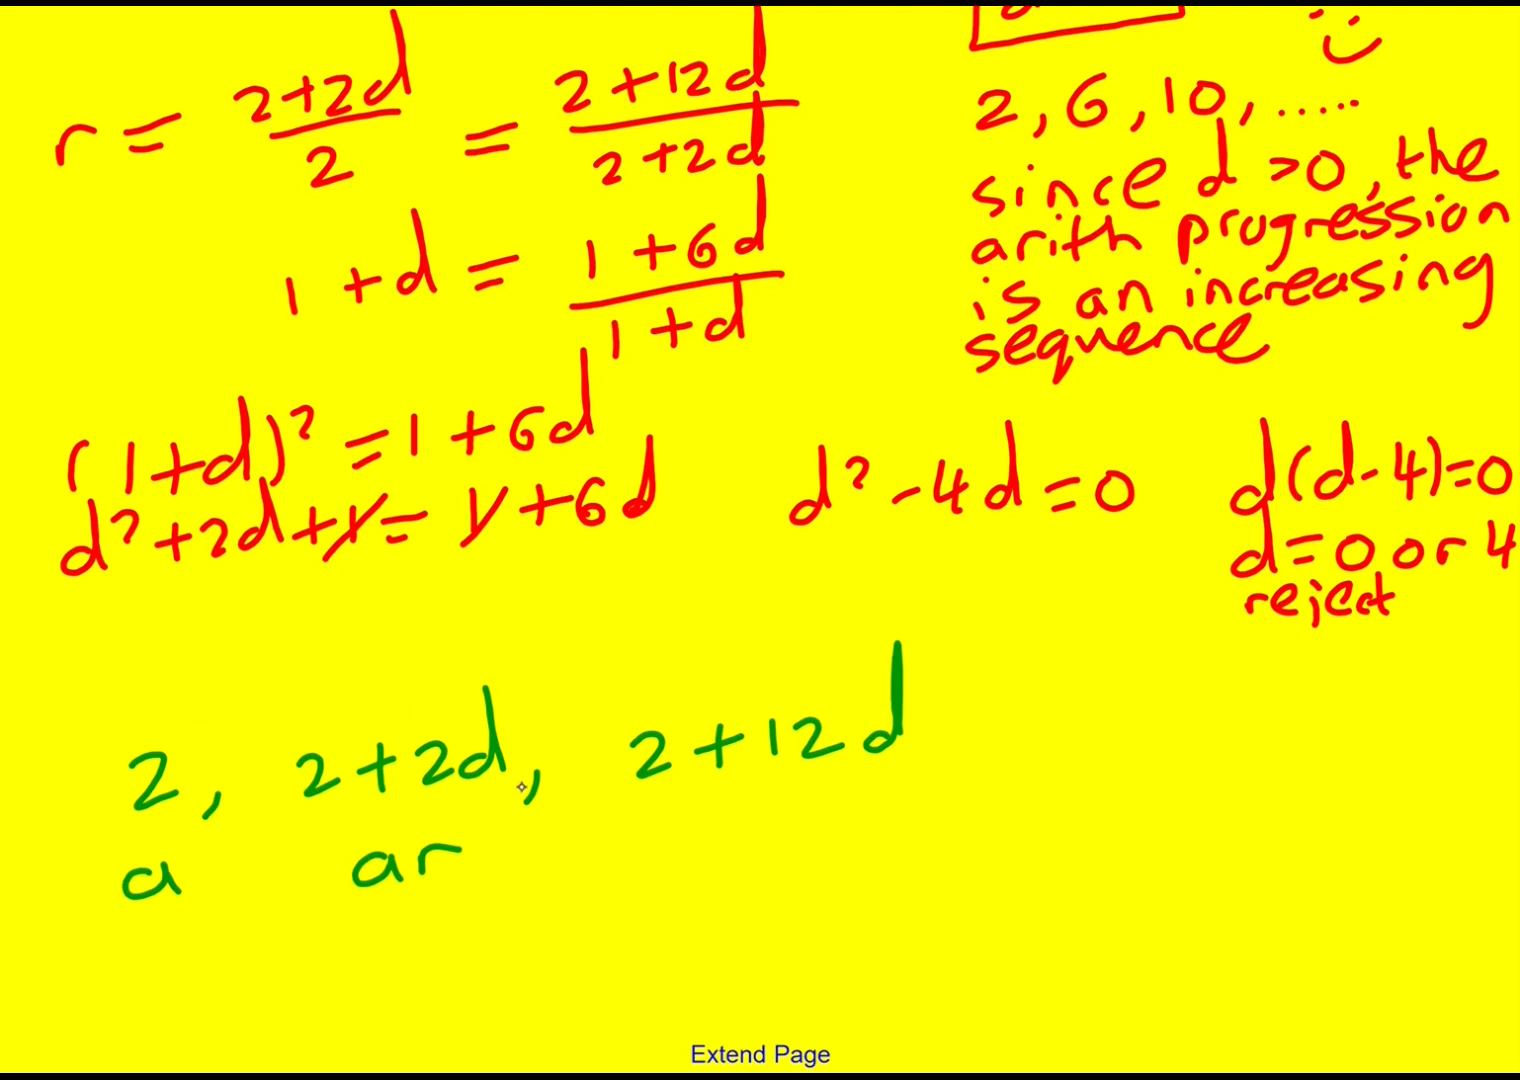 r = (2+2d)/2 = (2+12d)/(2+2d)
1+d = (1+6d)/(1+d)
(1+d)² = 1+6d
d²+2d+1 = 1+6d
2, 6, 10, .....
since d >0, the
arith progression
is an increasing
sequence
d² - 4d = 0
d(d-4)=0
d=0 or 4
reject
2, 2+2d, 2+12d
a ar
Extend Page